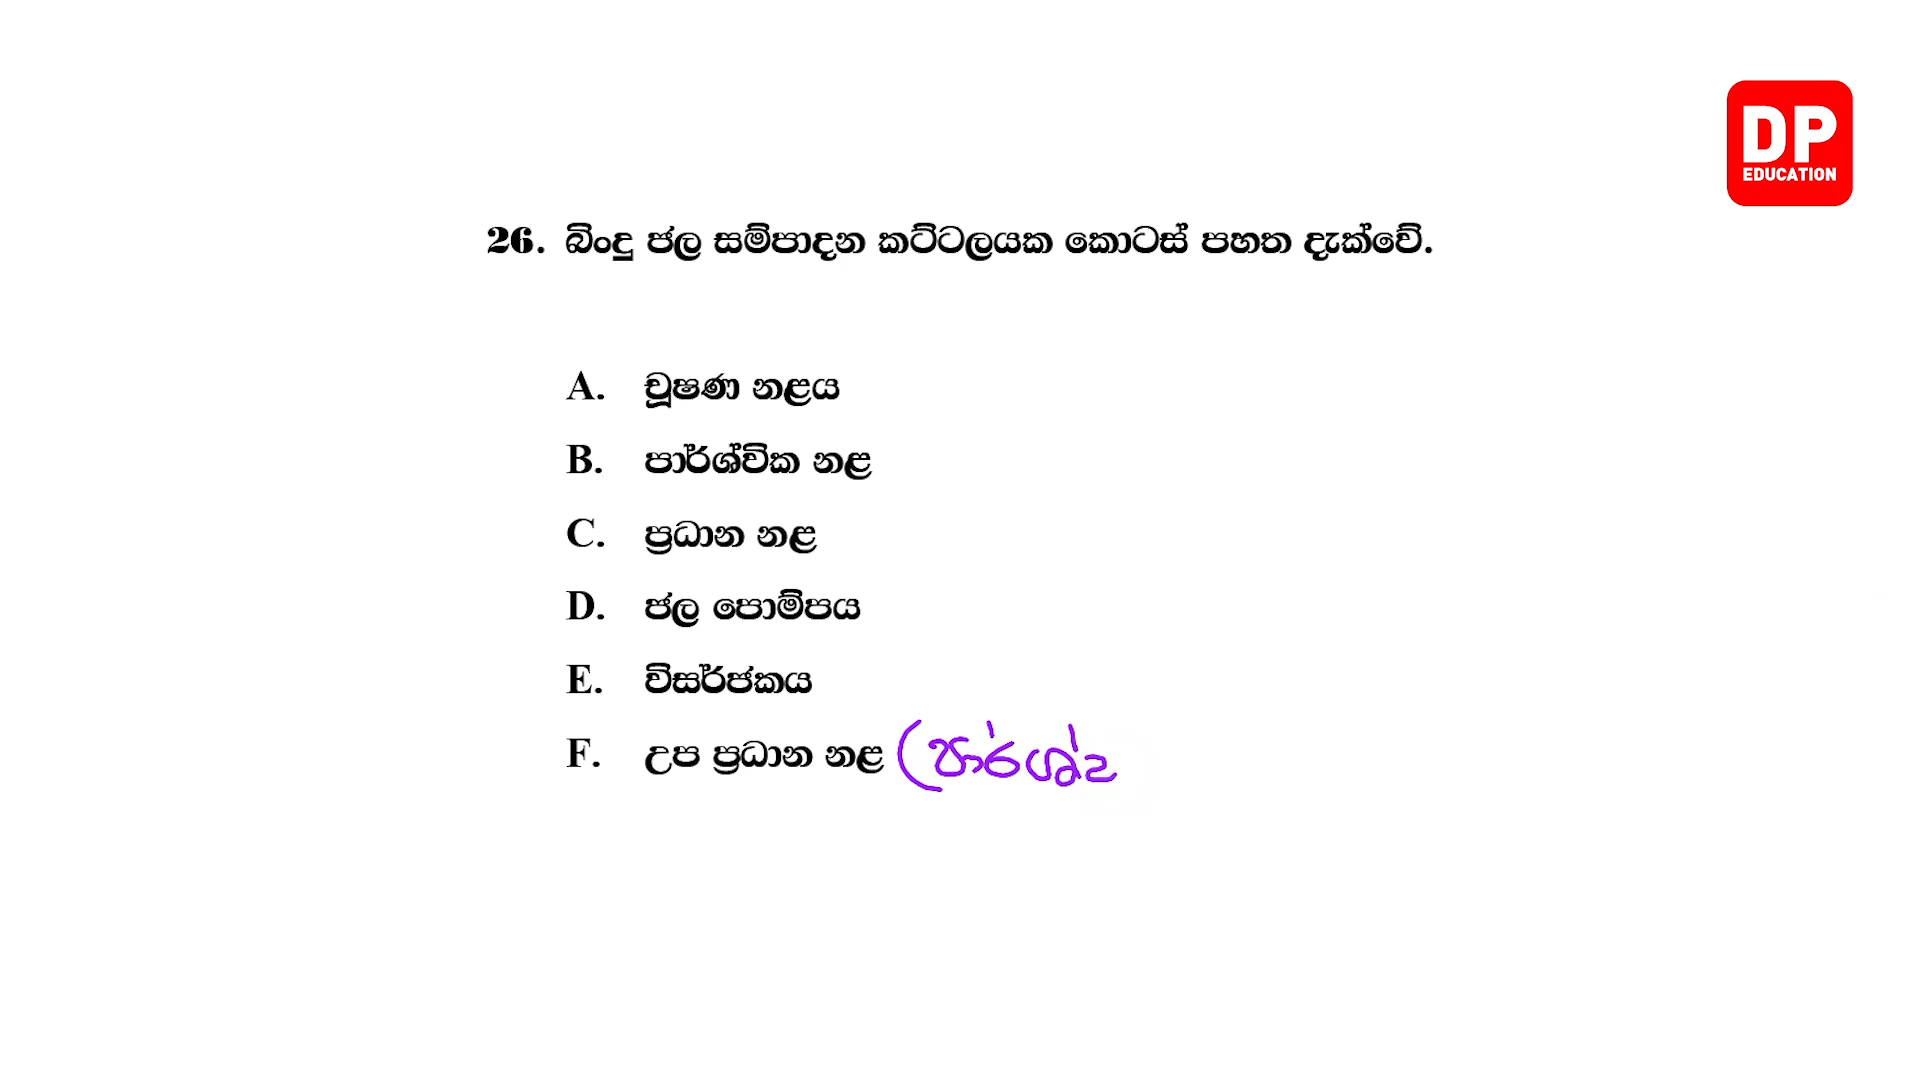 DP
EDUCATION
26. බිංදු ජල සම්පාදන කට්ටලයක කොටස් පහත දැක්වේ.
A. චූෂණ නළය
B. පාර්ශ්වික නළ
C. ප්‍රධාන නළ
D. ජල පොම්පය
E. විසර්ජකය
F. උප ප්‍රධාන නළ (පාර්ශ්ව